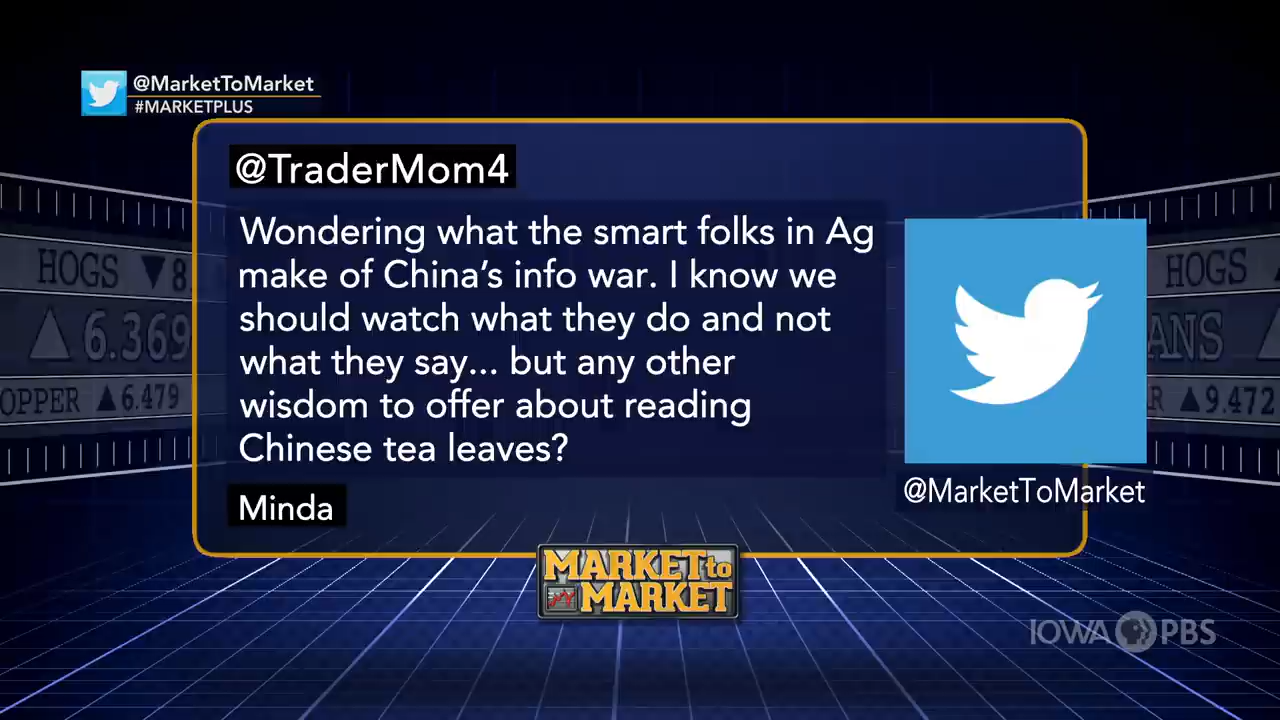 @MarketToMarket
#MARKETPLUS
@TraderMom4
Wondering what the smart folks in Ag
make of China's info war. I know we
should watch what they do and not
what they say... but any other
wisdom to offer about reading
Chinese tea leaves?
Minda
@MarketToMarket
HOGS ▼8
▲6.369
OPPER ▲6.479
HOGS
ANS
R ▲9.472
MARKET to
MARKET
IOWA PBS